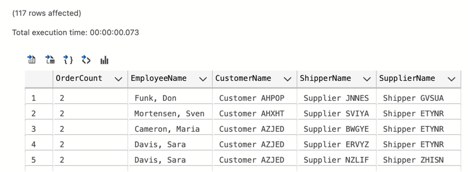 (117 rows affected)
Total execution time: 00:00:00.073
OrderCount EmployeeName CustomerName ShipperName SupplierName
1 2 Funk, Don Customer AHPOP Supplier JNNES Shipper GVSUA
2 2 Mortensen, Sven Customer AHXHT Supplier SVIYA Shipper ETYNR
3 2 Cameron, Maria Customer AZJED Supplier BWGYE Shipper ETYNR
4 2 Davis, Sara Customer AZJED Supplier ERVYZ Shipper ETYNR
5 2 Davis, Sara Customer AZJED Supplier NZLIF Shipper ZHISN